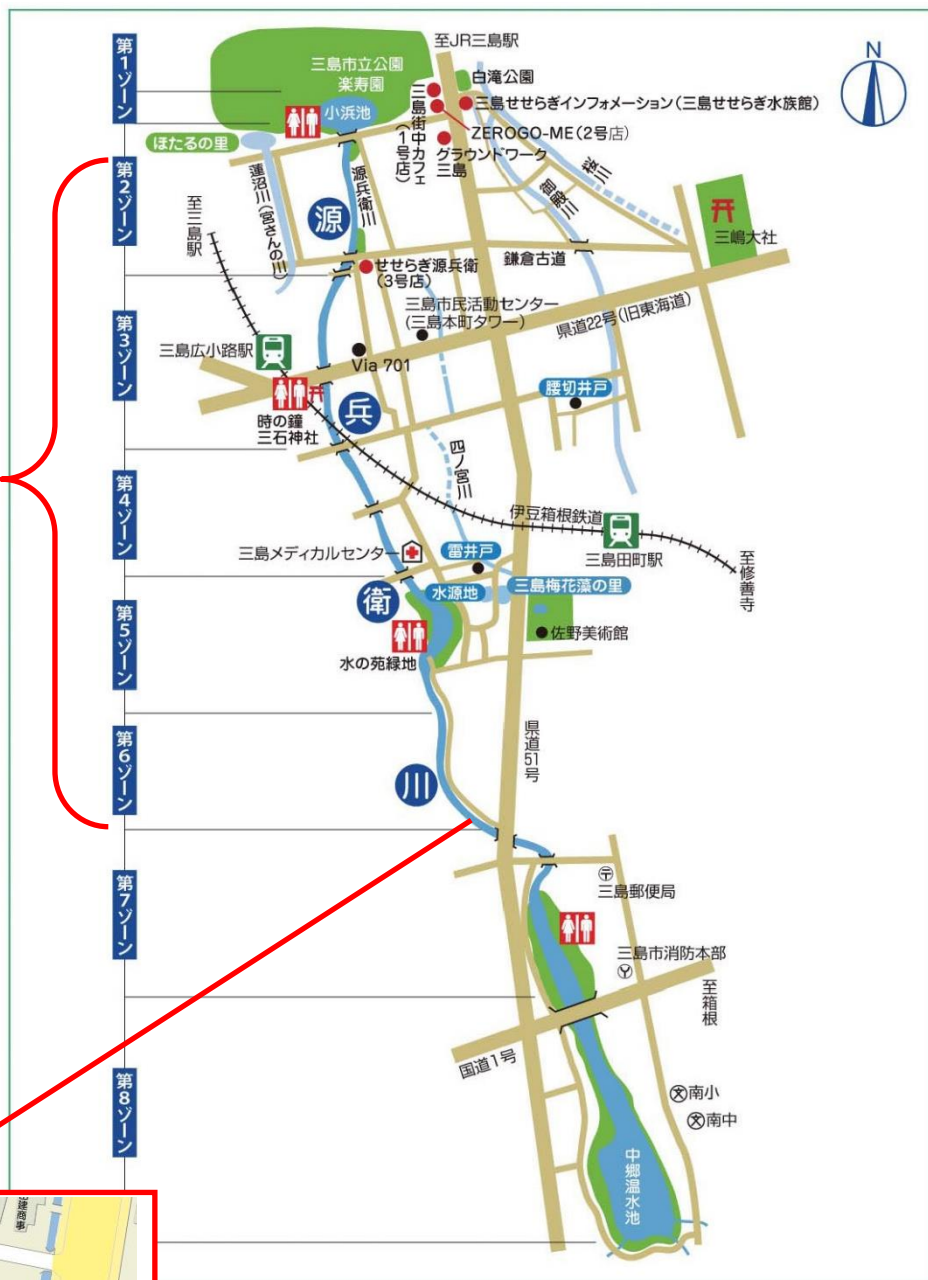 至JR三島駅
N
第1ゾーン
三島市立公園
楽寿園
小浜池
白滝公園
三島せせらぎインフォメーション(三島せせらぎ水族館)
ZEROGO-ME(2号店)
三島街中カフェ
(1号店)
グラウンドワーク
三島
ほたるの里
第2ゾーン
蓮沼川(宮さんの川)
源兵衛川
御殿川
桜川
至三島駅
源
三嶋大社
鎌倉古道
せせらぎ源兵衛
(3号店)
三島市民活動センター
(三島本町タワー)
県道22号(旧東海道)
第3ゾーン
三島広小路駅
Via 701
腰切井戸
時の鐘
三石神社
兵
四ノ宮川
第4ゾーン
伊豆箱根鉄道
三島田町駅
至修善寺
三島メディカルセンター
雷井戸
水源地
三島梅花藻の里
衛
佐野美術館
第5ゾーン
水の苑緑地
県道51号
第6ゾーン
川
第7ゾーン
〒
三島郵便局
三島市消防本部
Y
至箱根
国道1号
第8ゾーン
文南小
文南中
中郷温水池
建商事